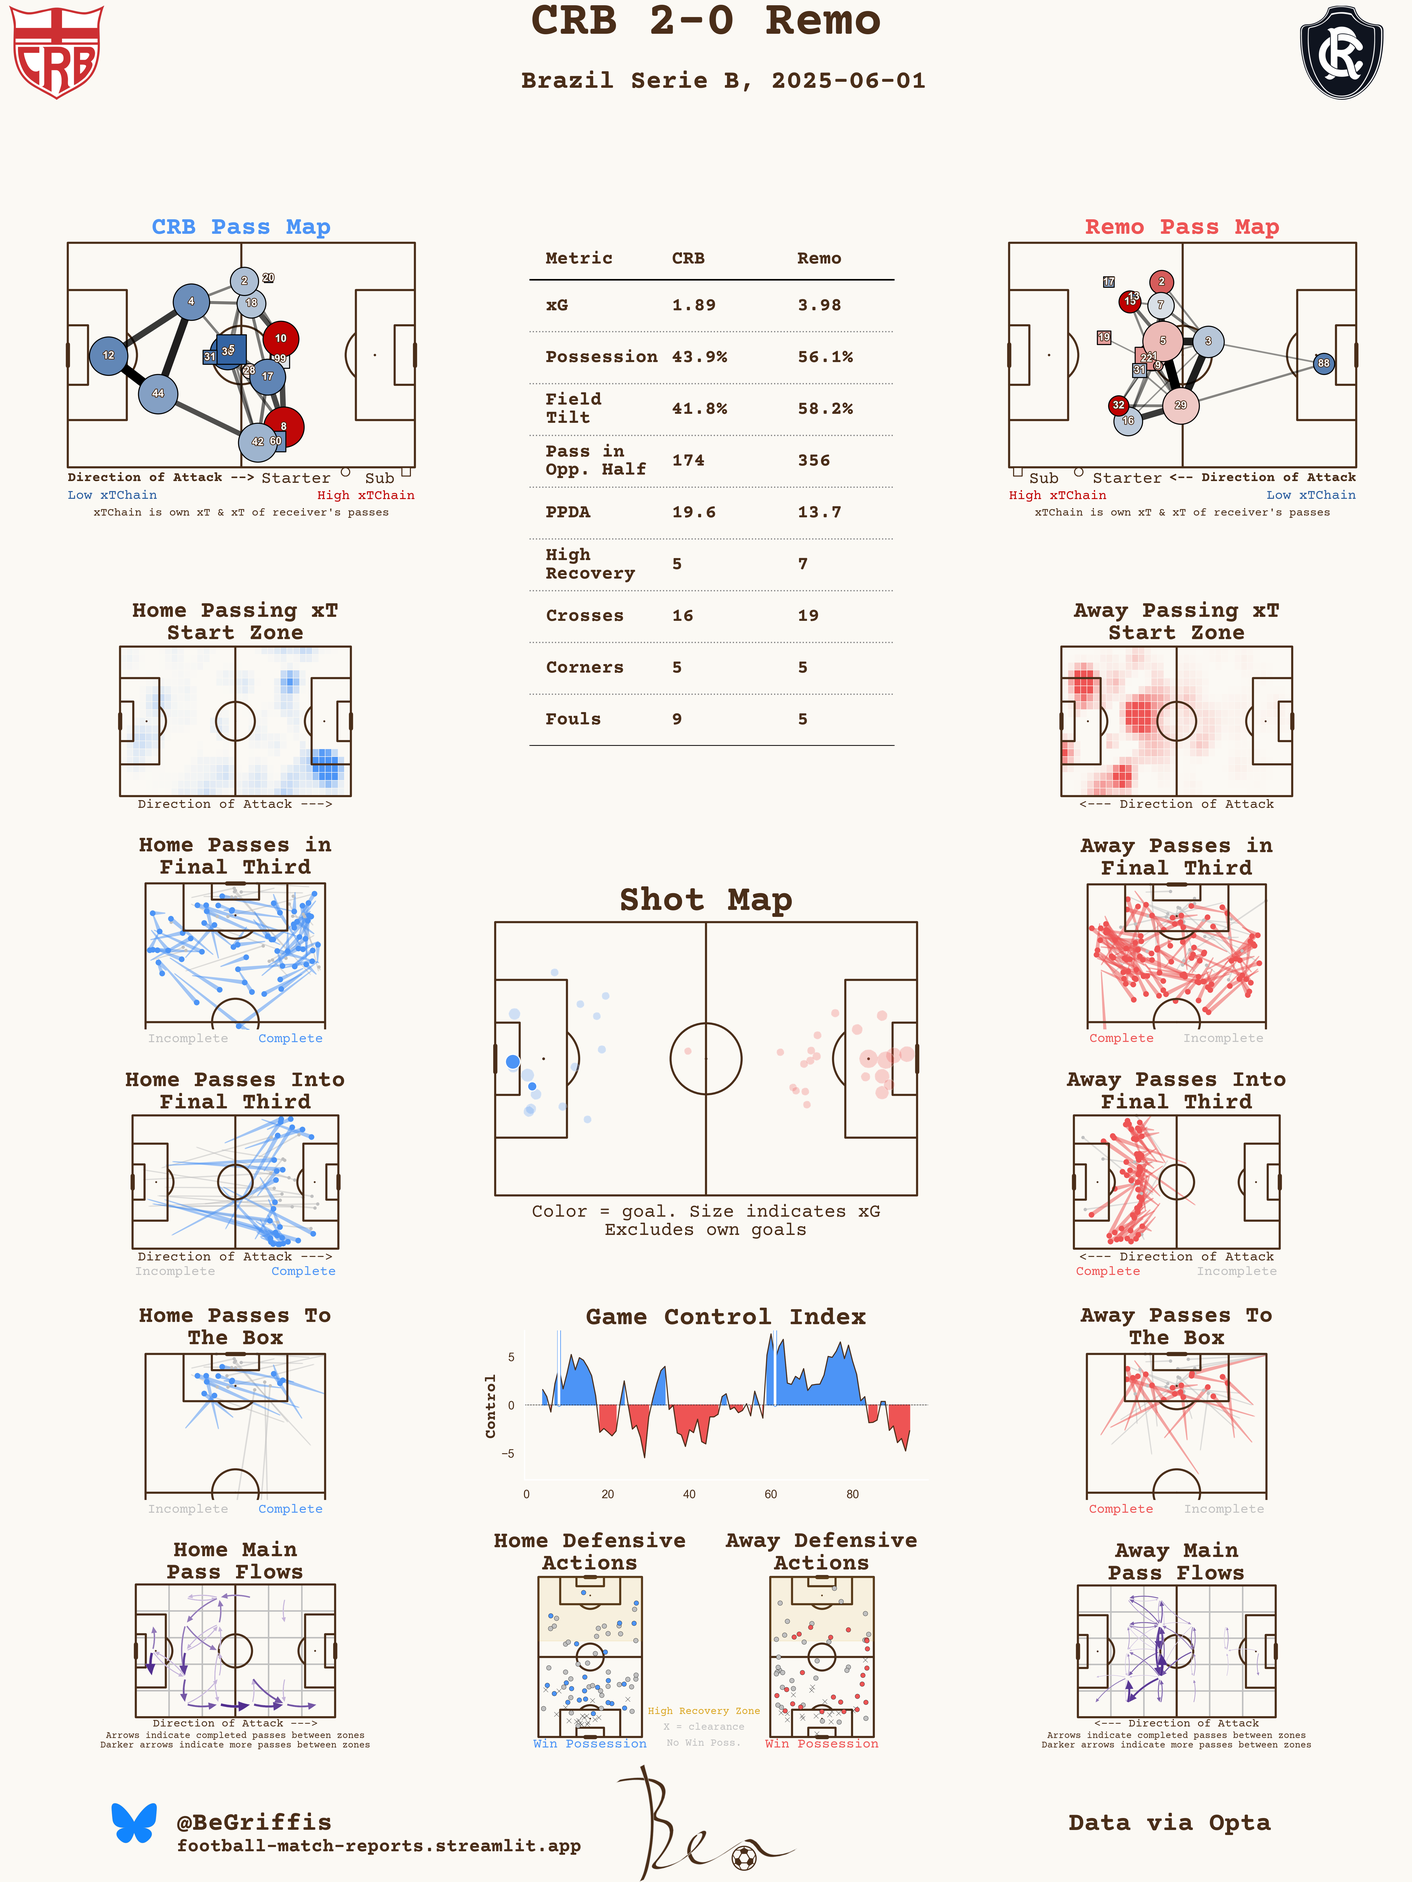 CRB 2-0 Remo
Brazil Serie B, 2025-06-01
CRB
CRB Pass Map
2
20
4
18
10
12
31
5
99
28
17
44
8
42
60
Direction of Attack --> Starter Sub
Low xTChain High xTChain
xTChain is own xT & xT of receiver's passes
Metric CRB Remo
xG 1.89 3.98
Possession 43.9% 56.1%
Field
Tilt 41.8% 58.2%
Pass in
Opp. Half 174 356
PPDA 19.6 13.7
High
Recovery 5 7
Crosses 16 19
Corners 5 5
Fouls 9 5
Remo Pass Map
17
2
7
19
5
3
31
88
32
29
16
Sub Starter <-- Direction of Attack
High xTChain Low xTChain
xTChain is own xT & xT of receiver's passes
Home Passing xT
Start Zone
Direction of Attack --->
Away Passing xT
Start Zone
<--- Direction of Attack
Home Passes in
Final Third
Incomplete Complete
Away Passes in
Final Third
Complete Incomplete
Shot Map
Color = goal. Size indicates xG
Excludes own goals
Home Passes Into
Final Third
Direction of Attack --->
Incomplete Complete
Away Passes Into
Final Third
<--- Direction of Attack
Complete Incomplete
Home Passes To
The Box
Incomplete Complete
Game Control Index
Control
5
0
−5
0 20 40 60 80
Away Passes To
The Box
Complete Incomplete
Home Main
Pass Flows
Direction of Attack --->
Arrows indicate completed passes between zones
Darker arrows indicate more passes between zones
Home Defensive
Actions
Win Possession
High Recovery Zone
X = clearance
No Win Poss.
Away Defensive
Actions
Win Possession
Away Main
Pass Flows
<--- Direction of Attack
Arrows indicate completed passes between zones
Darker arrows indicate more passes between zones
@BeGriffis
football-match-reports.streamlit.app
Ben
Data via Opta